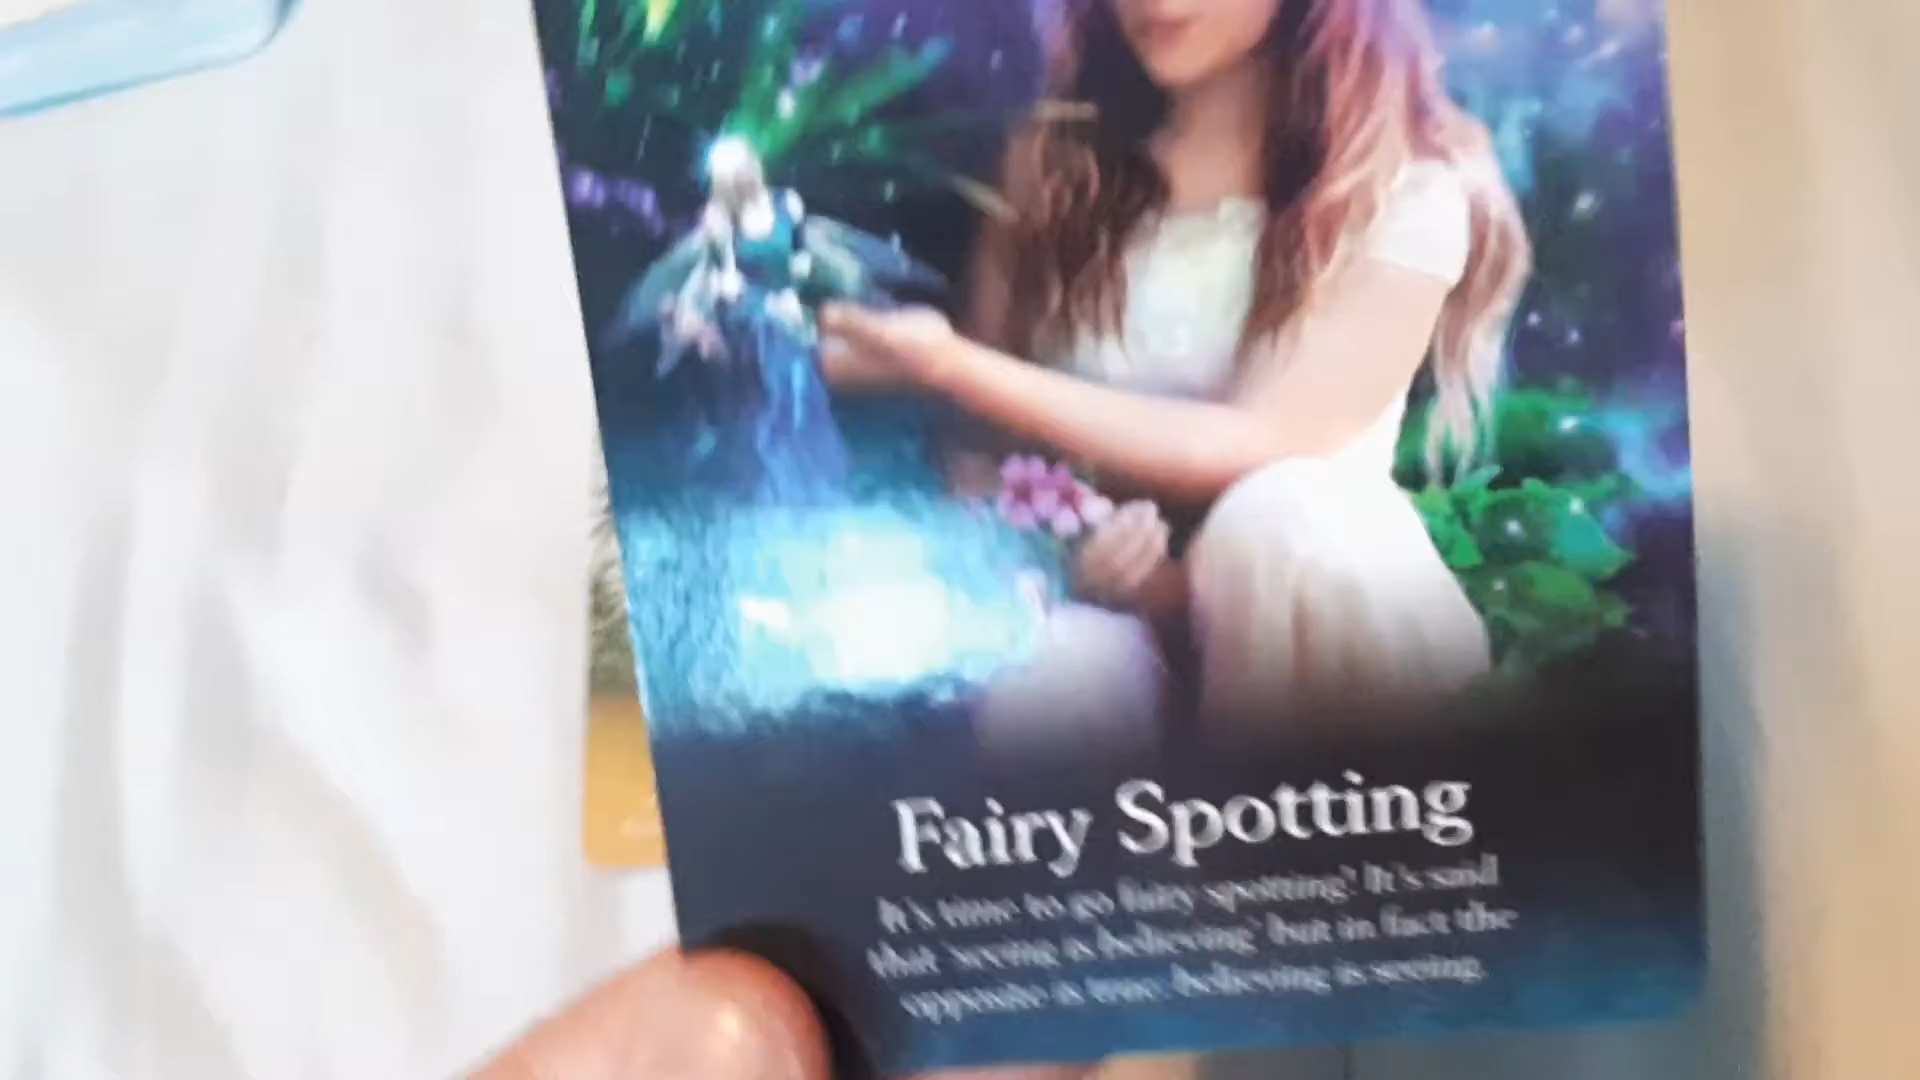 Fairy Spotting
It's time to go fairy spotting! It's said
that 'seeing is believing' but in fact the
opposite is true: believing is seeing.